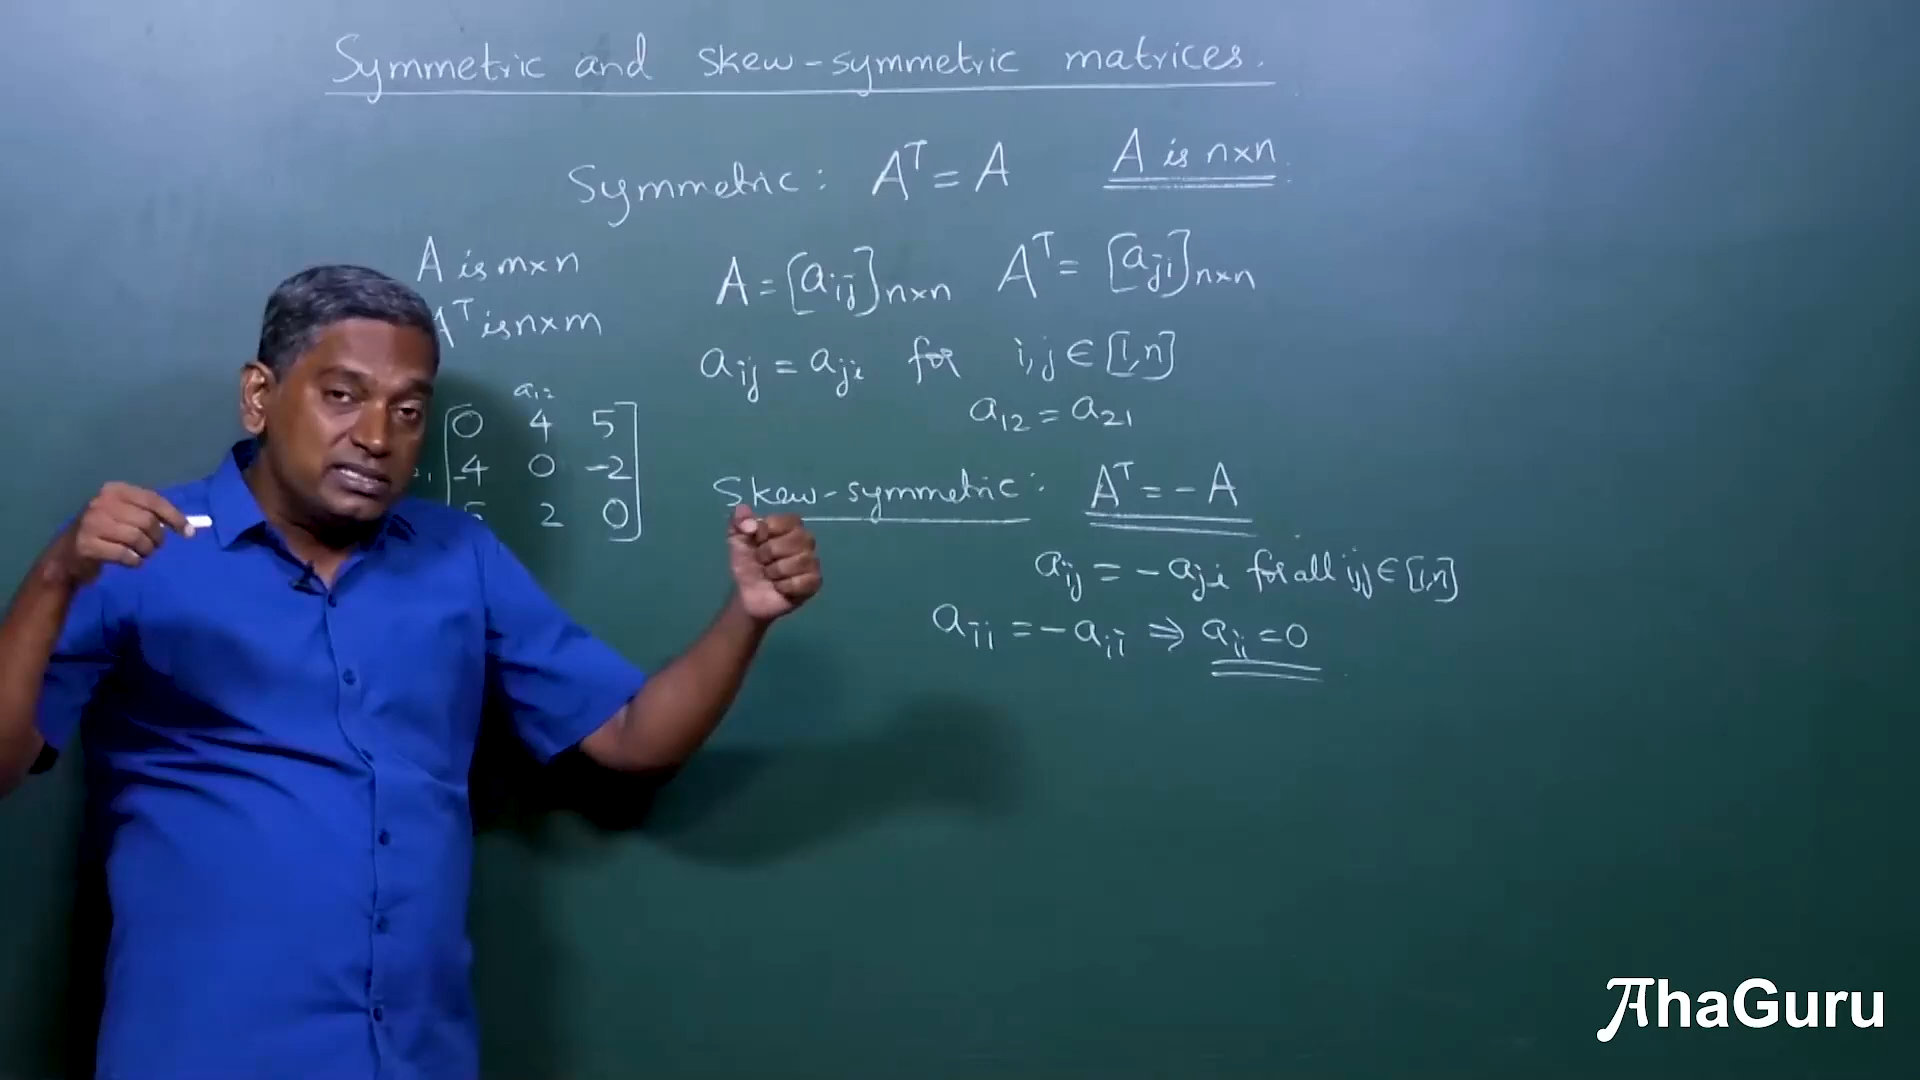 Symmetric and skew-symmetric matrices.
Symmetric: Aᵀ = A A is n×n.
A is m×n
Aᵀ is n×m
A = [aᵢⱼ]n×n Aᵀ = [aⱼᵢ]n×n
aᵢⱼ = aⱼᵢ for i,j ∈ [1,n]
a₁₂ = a₂₁
a₁₂
0 4 5
-4 0 -2
2 0
Skew-symmetric: Aᵀ = -A
aᵢⱼ = -aⱼᵢ for all i,j ∈ [1,n]
aᵢᵢ = -aᵢᵢ ⇒ aᵢᵢ = 0
AhaGuru